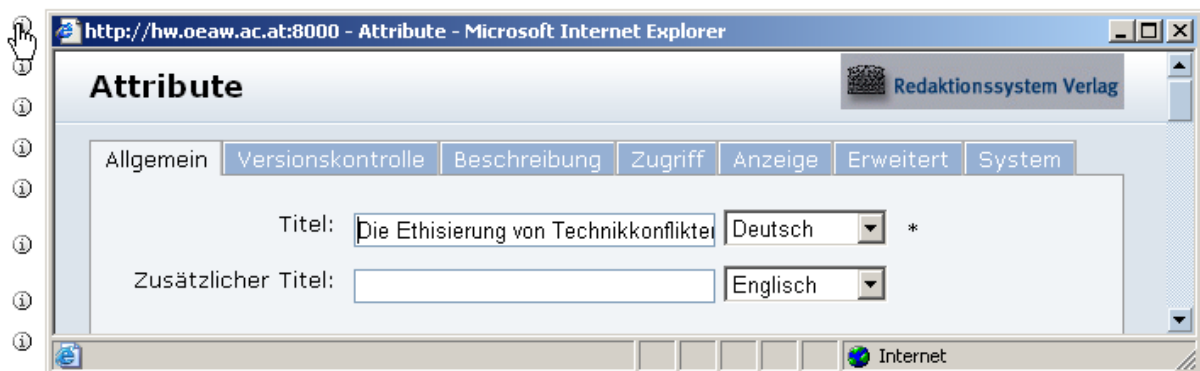 http://hw.oeaw.ac.at:8000 - Attribute - Microsoft Internet Explorer
Attribute
Redaktionssystem Verlag
Allgemein Versionskontrolle Beschreibung Zugriff Anzeige Erweitert System
Titel: Die Ethisierung von Technikkonflikte Deutsch *
Zusätzlicher Titel: Englisch
Internet